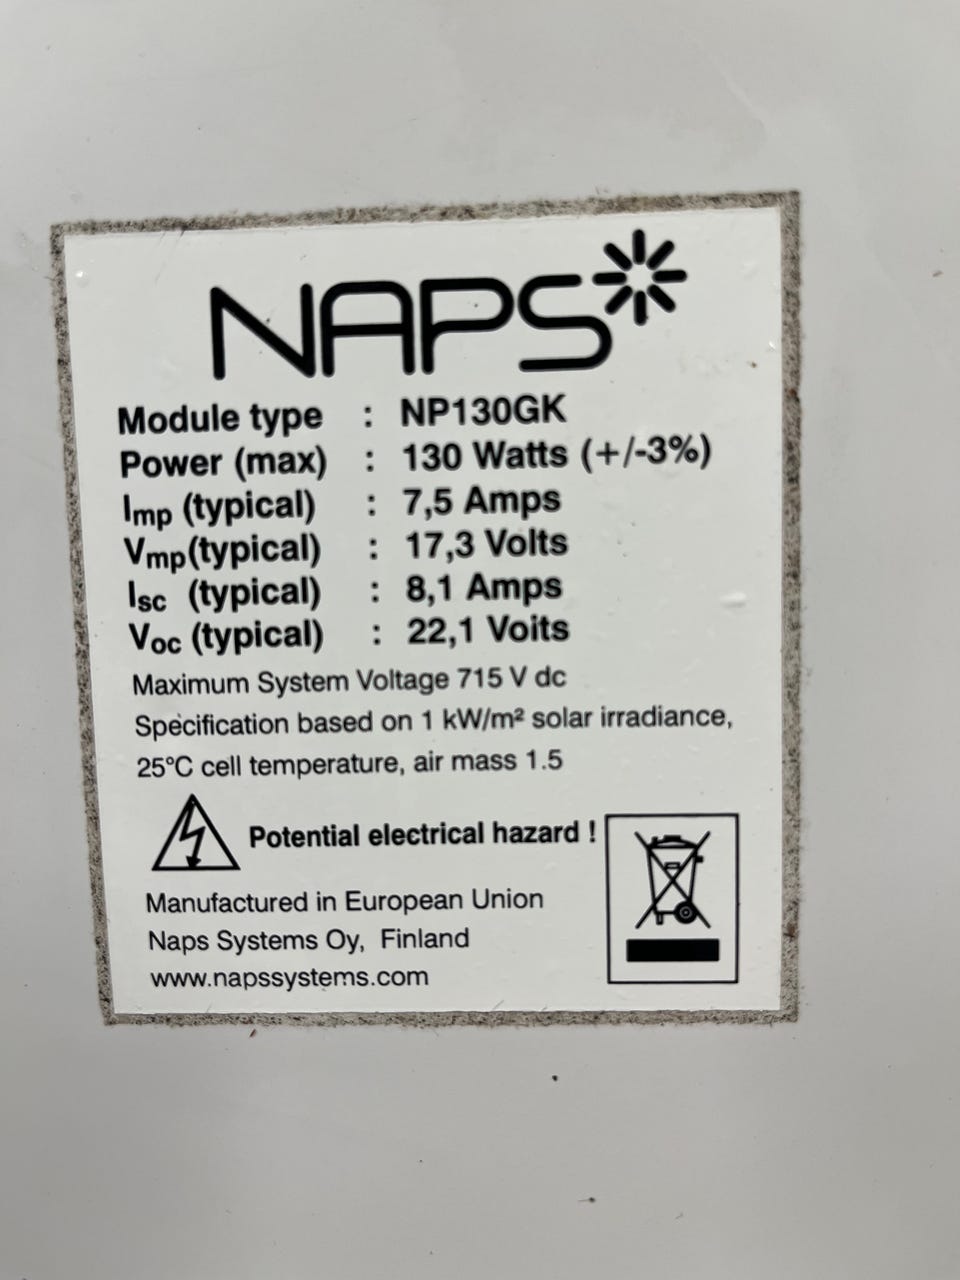 NAPS
Module type : NP130GK
Power (max) : 130 Watts (+/-3%)
Imp (typical) : 7,5 Amps
Vmp(typical) : 17,3 Volts
Isc (typical) : 8,1 Amps
Voc (typical) : 22,1 Voits
Maximum System Voltage 715 V dc
Specification based on 1 kW/m² solar irradiance,
25°C cell temperature, air mass 1.5
Potential electrical hazard !
Manufactured in European Union
Naps Systems Oy, Finland
www.napssystems.com